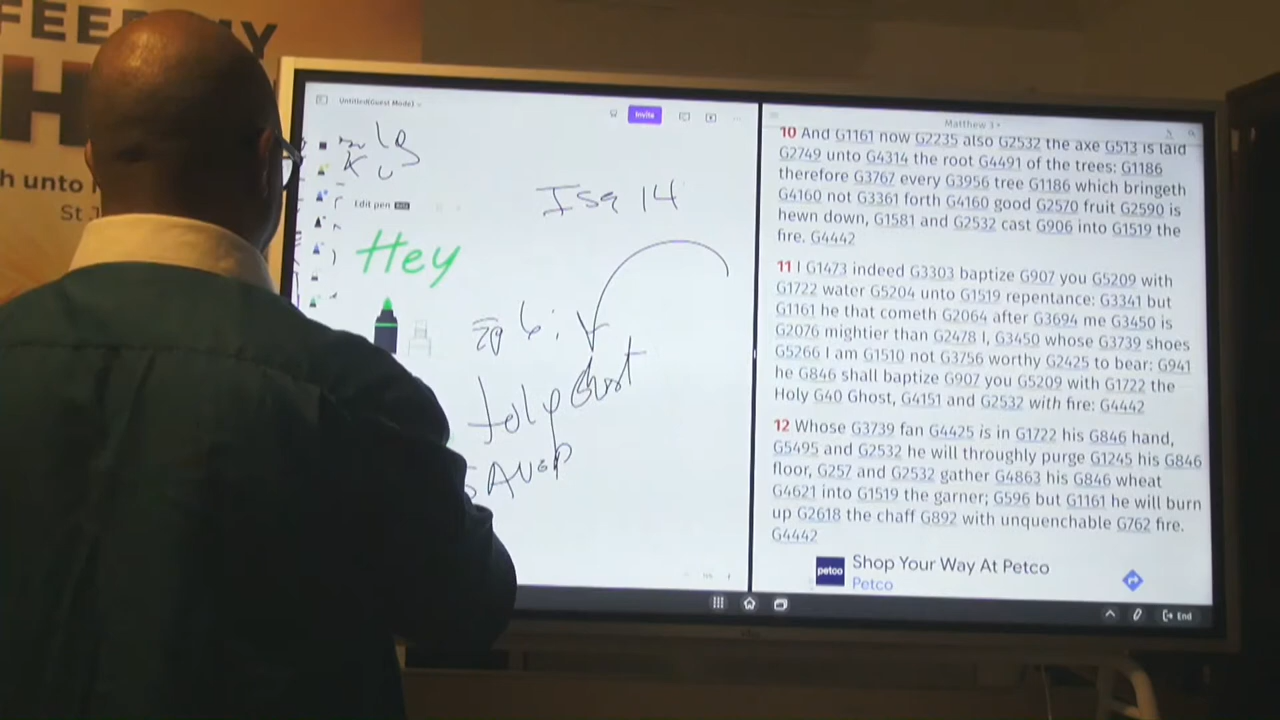 FEED MY
h unto
St J
Untitled(Guest Mode)
Invite
Edit pen
Beta
Hey
Isa 14
Holy Ghost
SAVED
Matthew 3
10 And G1161 now G2235 also G2532 the axe G513 is laid
G2749 unto G4314 the root G4491 of the trees: G1186
therefore G3767 every G3956 tree G1186 which bringeth
G4160 not G3361 forth G4160 good G2570 fruit G2590 is
hewn down, G1581 and G2532 cast G906 into G1519 the
fire. G4442
11 I G1473 indeed G3303 baptize G907 you G5209 with
G1722 water G5204 unto G1519 repentance: G3341 but
G1161 he that cometh G2064 after G3694 me G3450 is
G2076 mightier than G2478 I, G3450 whose G3739 shoes
G5266 I am G1510 not G3756 worthy G2425 to bear: G941
he G846 shall baptize G907 you G5209 with G1722 the
Holy G40 Ghost, G4151 and G2532 with fire: G4442
12 Whose G3739 fan G4425 is in G1722 his G846 hand,
G5495 and G2532 he will throughly purge G1245 his G846
floor, G257 and G2532 gather G4863 his G846 wheat
G4621 into G1519 the garner; G596 but G1161 he will burn
up G2618 the chaff G892 with unquenchable G762 fire.
G4442
petco
Shop Your Way At Petco
Petco
End